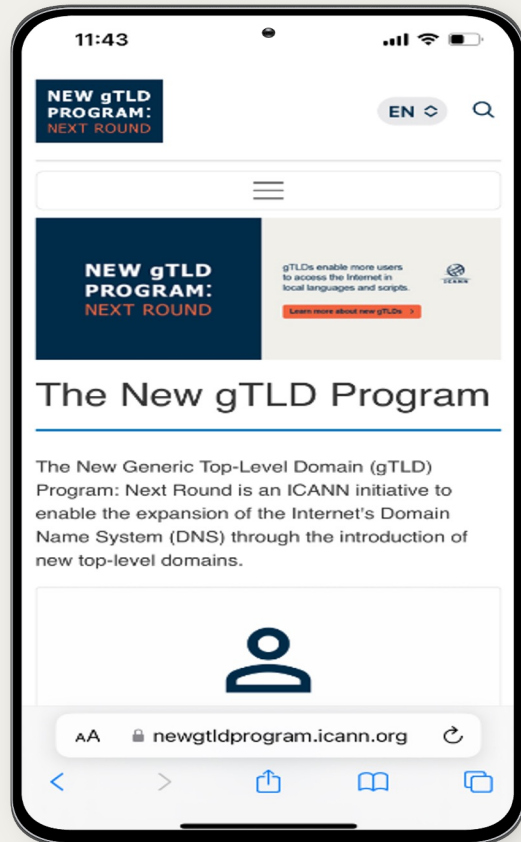 11:43
NEW gTLD
PROGRAM:
NEXT ROUND
EN
NEW gTLD
PROGRAM:
NEXT ROUND
gTLDs enable more users
to access the Internet in
local languages and scripts.
Learn more about new gTLDs >
ICANN
The New gTLD Program
The New Generic Top-Level Domain (gTLD)
Program: Next Round is an ICANN initiative to
enable the expansion of the Internet's Domain
Name System (DNS) through the introduction of
new top-level domains.
AA newgtldprogram.icann.org